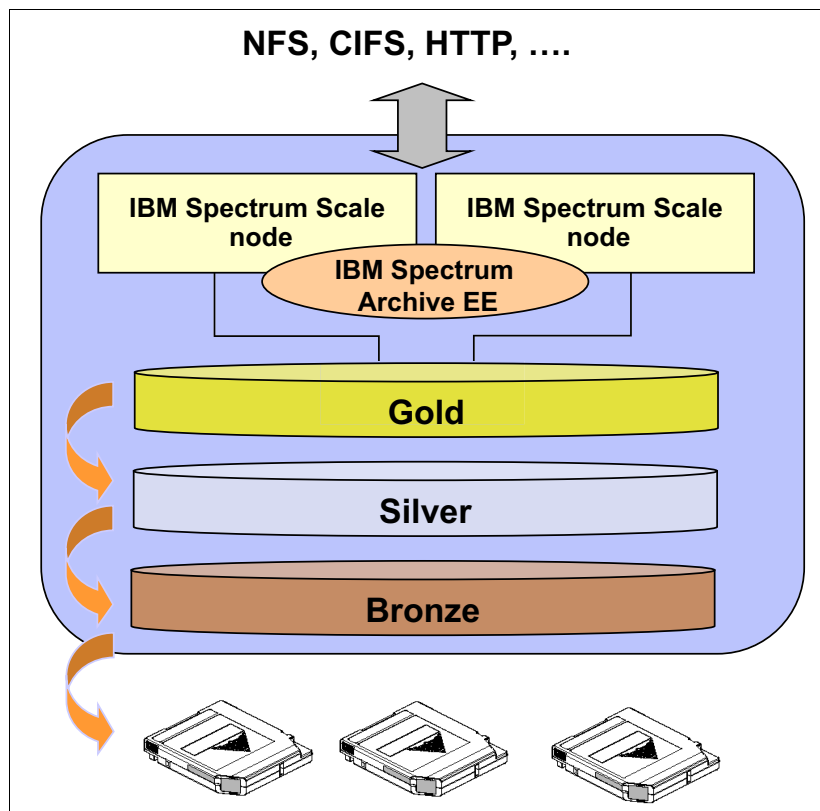 NFS, CIFS, HTTP, ....
IBM Spectrum Scale
node
IBM Spectrum Scale
node
IBM Spectrum
Archive EE
Gold
Silver
Bronze